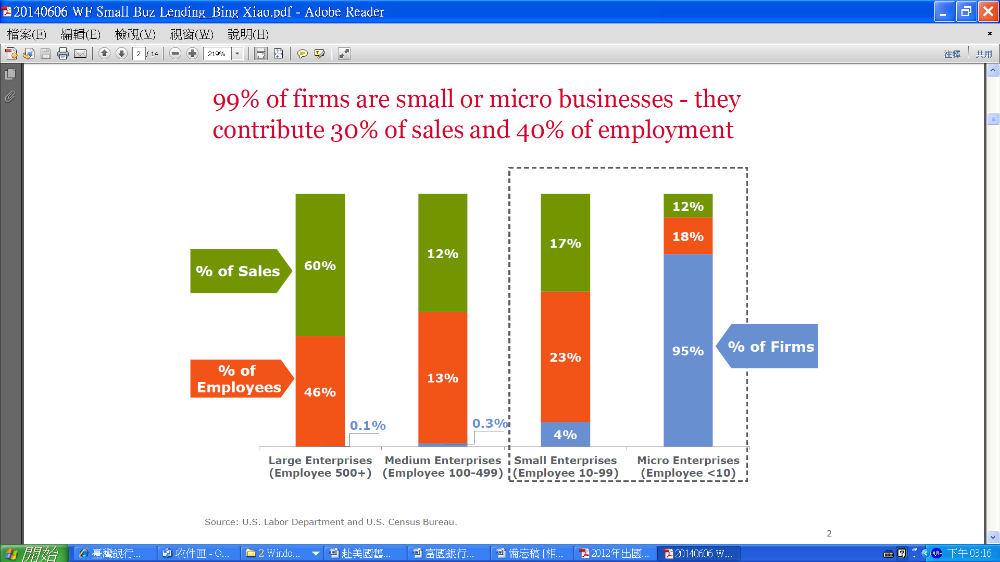 20140606 WF Small Buz Lending_Bing Xiao.pdf - Adobe Reader
檔案(F) 編輯(E) 檢視(V) 視窗(W) 說明(H)
2 / 14 219% 注釋 共用
99% of firms are small or micro businesses - they
contribute 30% of sales and 40% of employment
% of Sales
% of
Employees
% of Firms
60%
46%
0.1%
12%
13%
0.3%
17%
23%
4%
12%
18%
95%
Large Enterprises
(Employee 500+)
Medium Enterprises
(Employee 100-499)
Small Enterprises
(Employee 10-99)
Micro Enterprises
(Employee <10)
Source: U.S. Labor Department and U.S. Census Bureau.
2
開始 臺灣銀行... 收件匣 - O... 2 Windo... 赴美國舊... 富國銀行... 備忘稿 [相... 2012年出國... 20140606 W... 下午 03:16